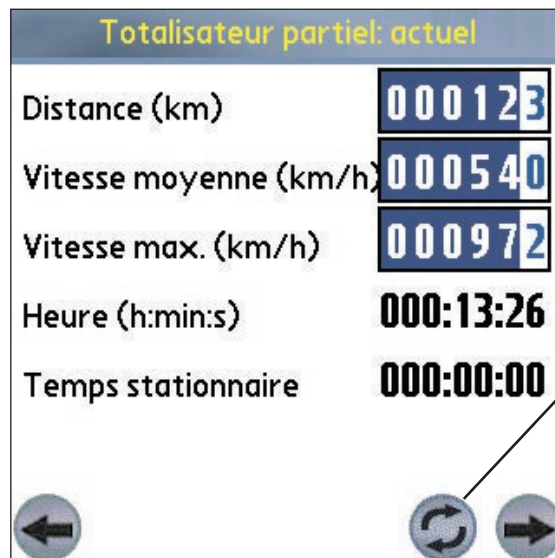 Totalisateur partiel: actuel
Distance (km) 000123
Vitesse moyenne (km/h) 000540
Vitesse max. (km/h) 000972
Heure (h:min:s) 000:13:26
Temps stationnaire 000:00:00